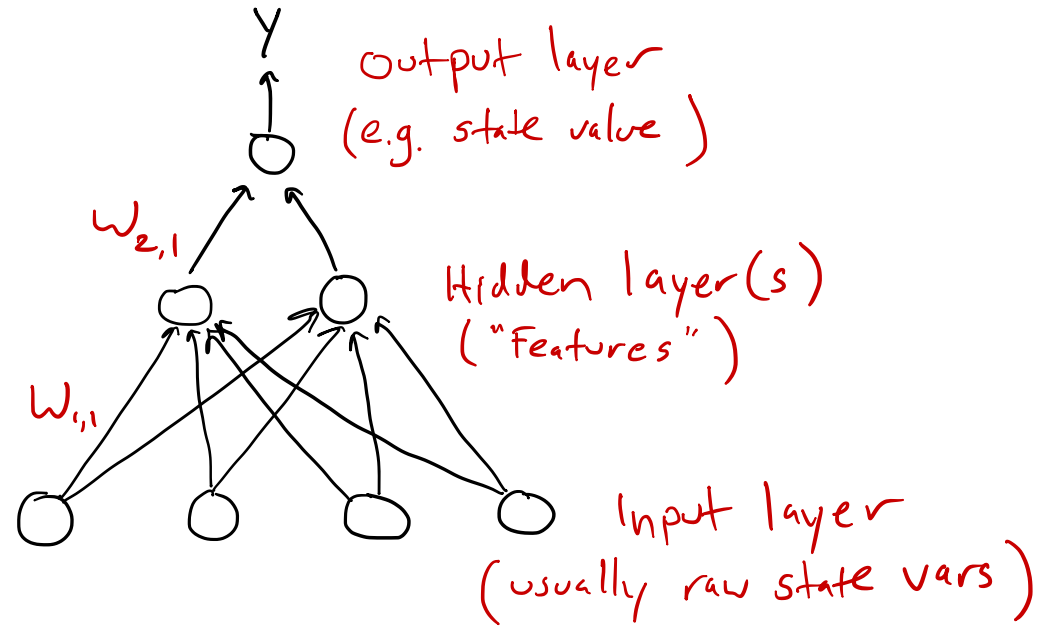 Y
output layer
(e.g. state value)
W2,1
Hidden layer(s)
("Features")
W1,1
Input layer
(usually raw state vars)